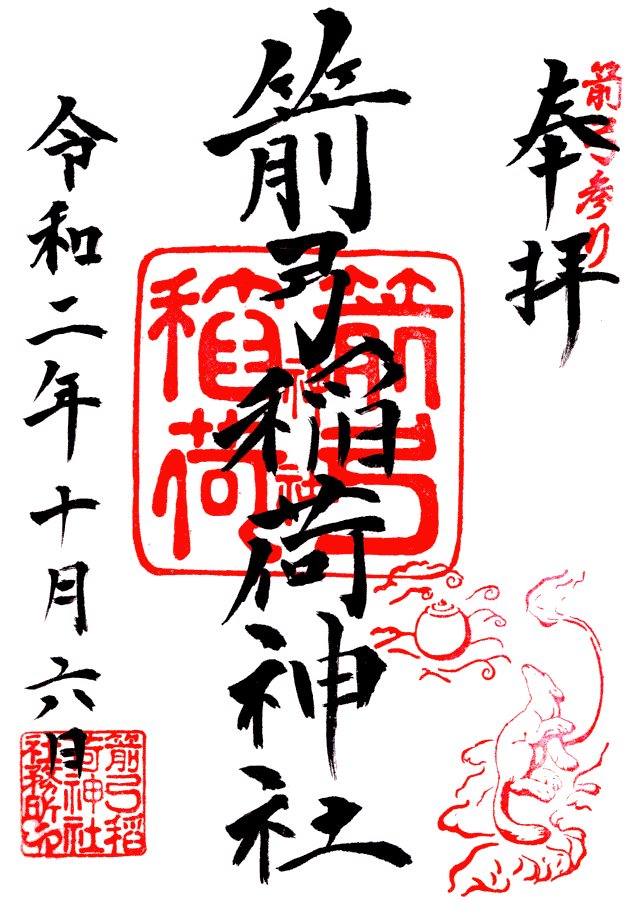 奉拝
箭弓参り
箭弓稲荷神社
箭弓
稲荷
神社
令和二年十月六日
箭弓稲
荷神社
社務所印